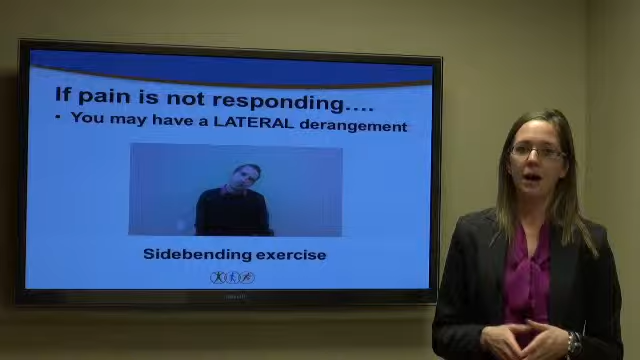 If pain is not responding....
• You may have a LATERAL derangement
Sidebending exercise